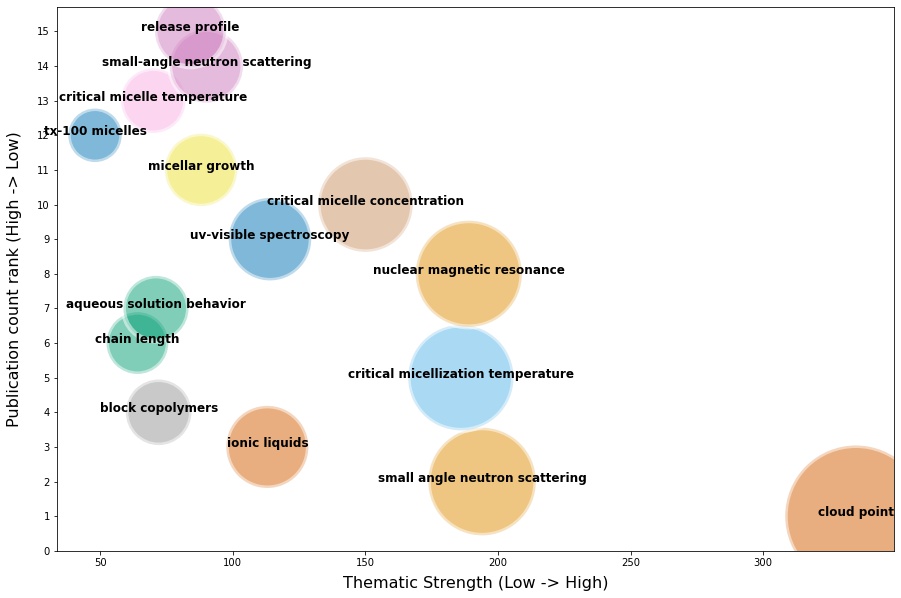 Publication count rank (High -> Low)
15
14
13
12
11
10
9
8
7
6
5
4
3
2
1
0
release profile
small-angle neutron scattering
critical micelle temperature
tx-100 micelles
micellar growth
critical micelle concentration
uv-visible spectroscopy
nuclear magnetic resonance
aqueous solution behavior
chain length
critical micellization temperature
block copolymers
ionic liquids
small angle neutron scattering
cloud point
50
100
150
200
250
300
Thematic Strength (Low -> High)